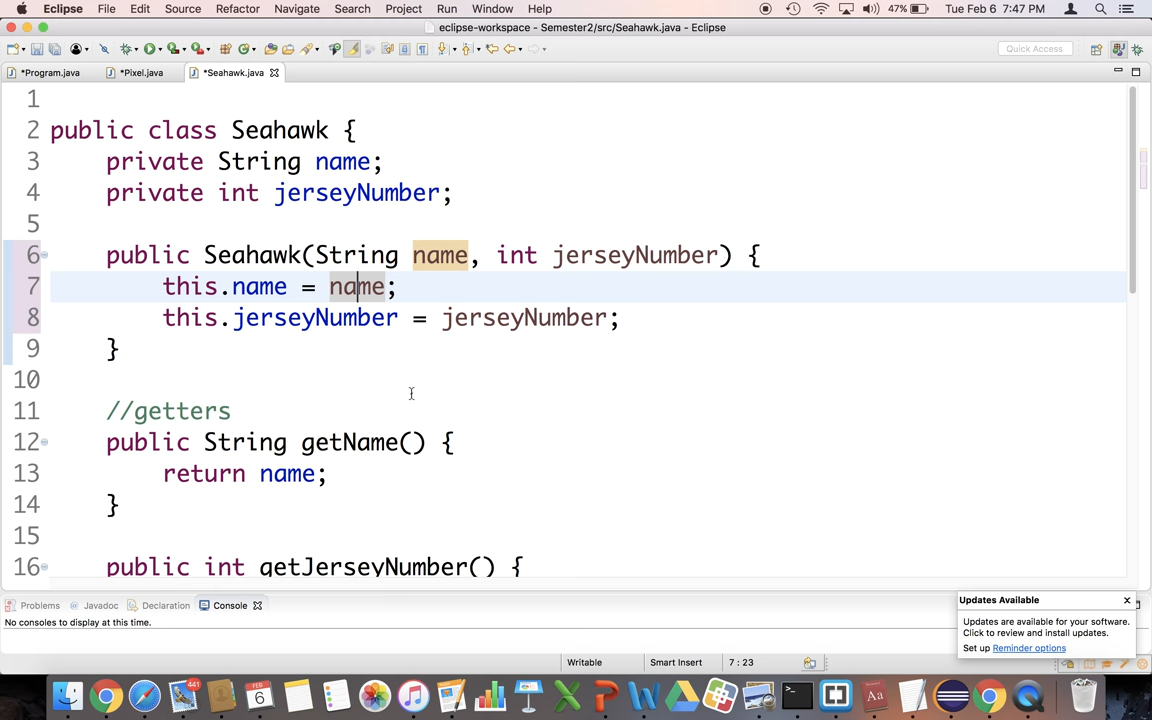 Eclipse File Edit Source Refactor Navigate Search Project Run Window Help 47% Tue Feb 6 7:47 PM
eclipse-workspace - Semester2/src/Seahawk.java - Eclipse
Quick Access
*Program.java *Pixel.java *Seahawk.java
1
2 public class Seahawk {
3 private String name;
4 private int jerseyNumber;
5
6 public Seahawk(String name, int jerseyNumber) {
7 this.name = name;
8 this.jerseyNumber = jerseyNumber;
9 }
10
11 //getters
12 public String getName() {
13 return name;
14 }
15
16 public int getJerseyNumber() {
Problems Javadoc Declaration Console
No consoles to display at this time.
Updates Available
Updates are available for your software.
Click to review and install updates.
Set up Reminder options
Writable Smart Insert 7 : 23
441
6